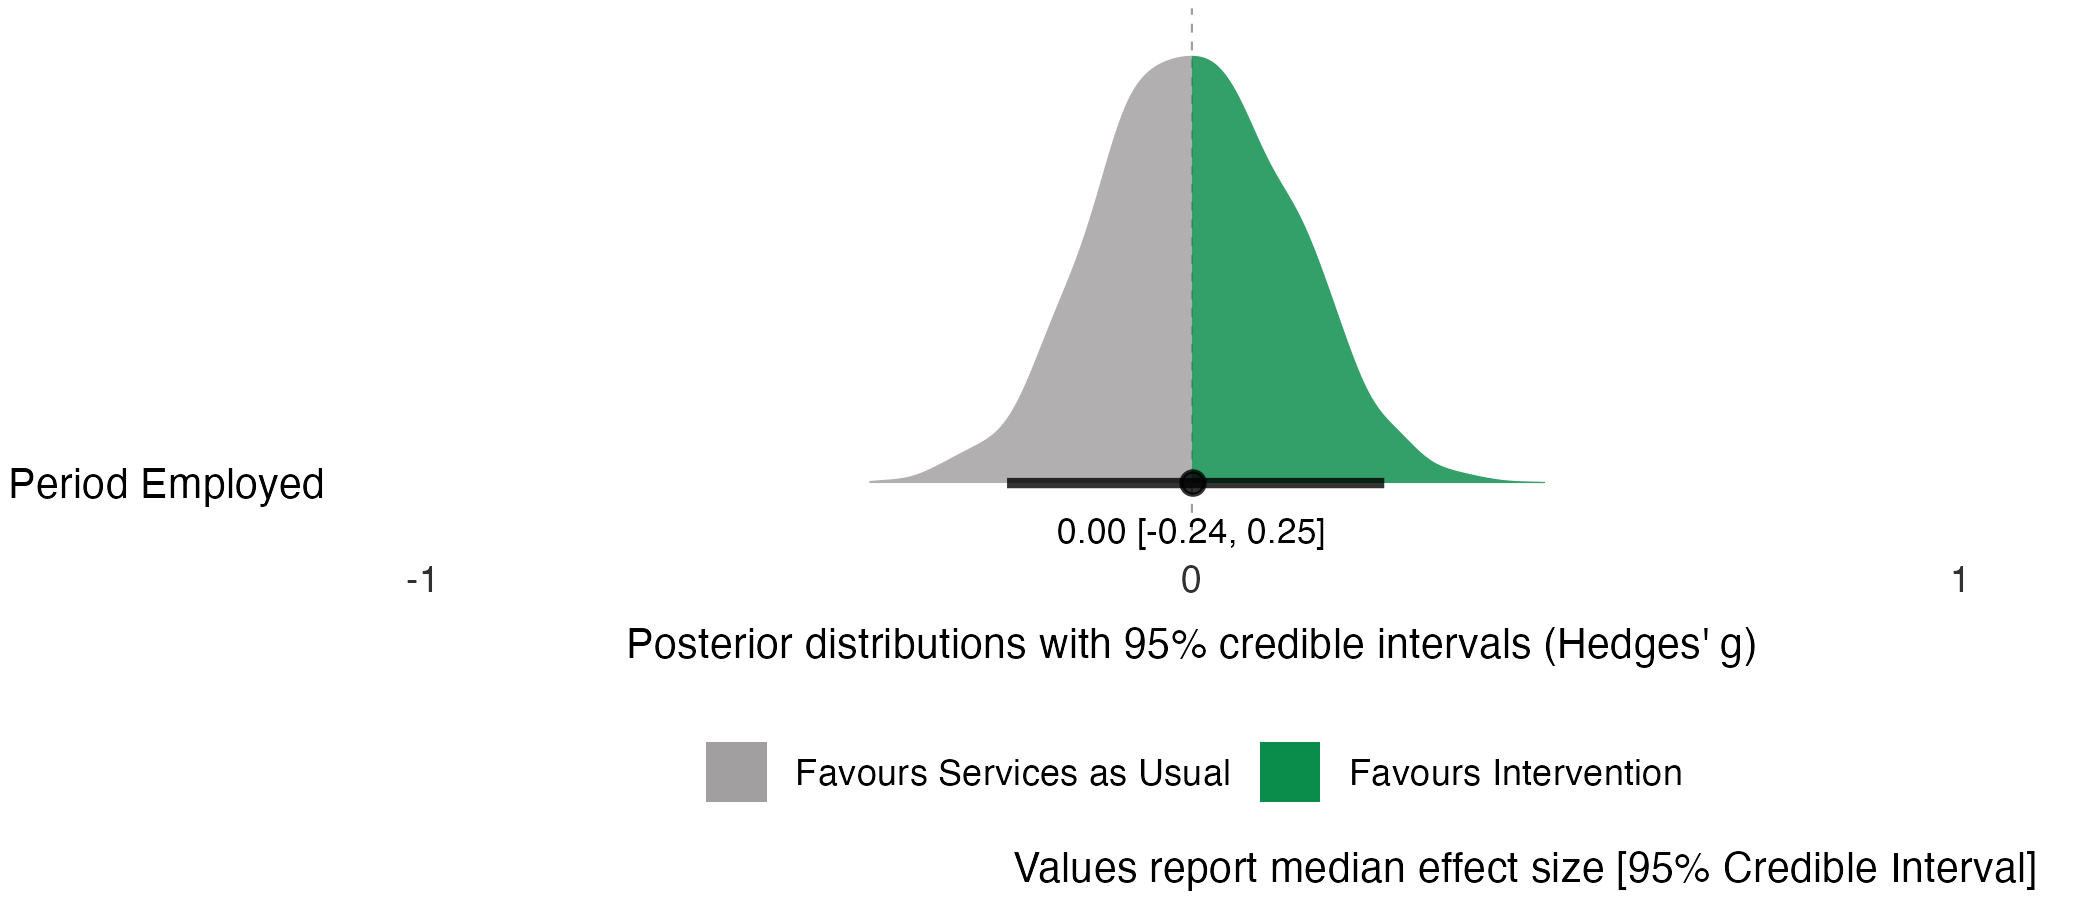 Period Employed
0.00 [-0.24, 0.25]
-1 0 1
Posterior distributions with 95% credible intervals (Hedges' g)
Favours Services as Usual Favours Intervention
Values report median effect size [95% Credible Interval]